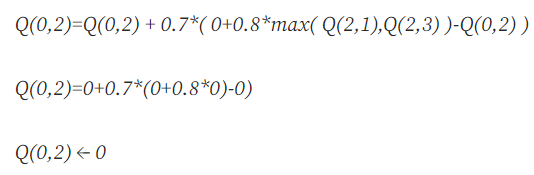 Q(0,2)=Q(0,2) + 0.7*( 0+0.8*max( Q(2,1),Q(2,3) )-Q(0,2) )
Q(0,2)=0+0.7*(0+0.8*0)-0)
Q(0,2) ← 0